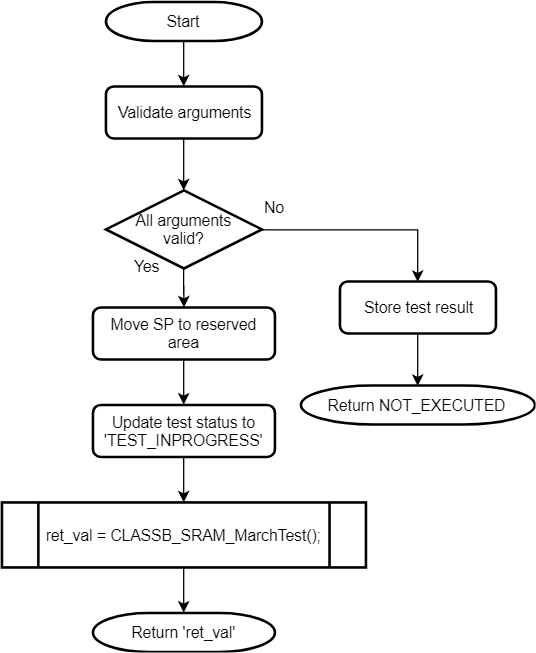 Start
Validate arguments
All arguments
valid?
No
Yes
Move SP to reserved
area
Store test result
Update test status to
'TEST_INPROGRESS'
Return NOT_EXECUTED
ret_val = CLASSB_SRAM_MarchTest();
Return 'ret_val'